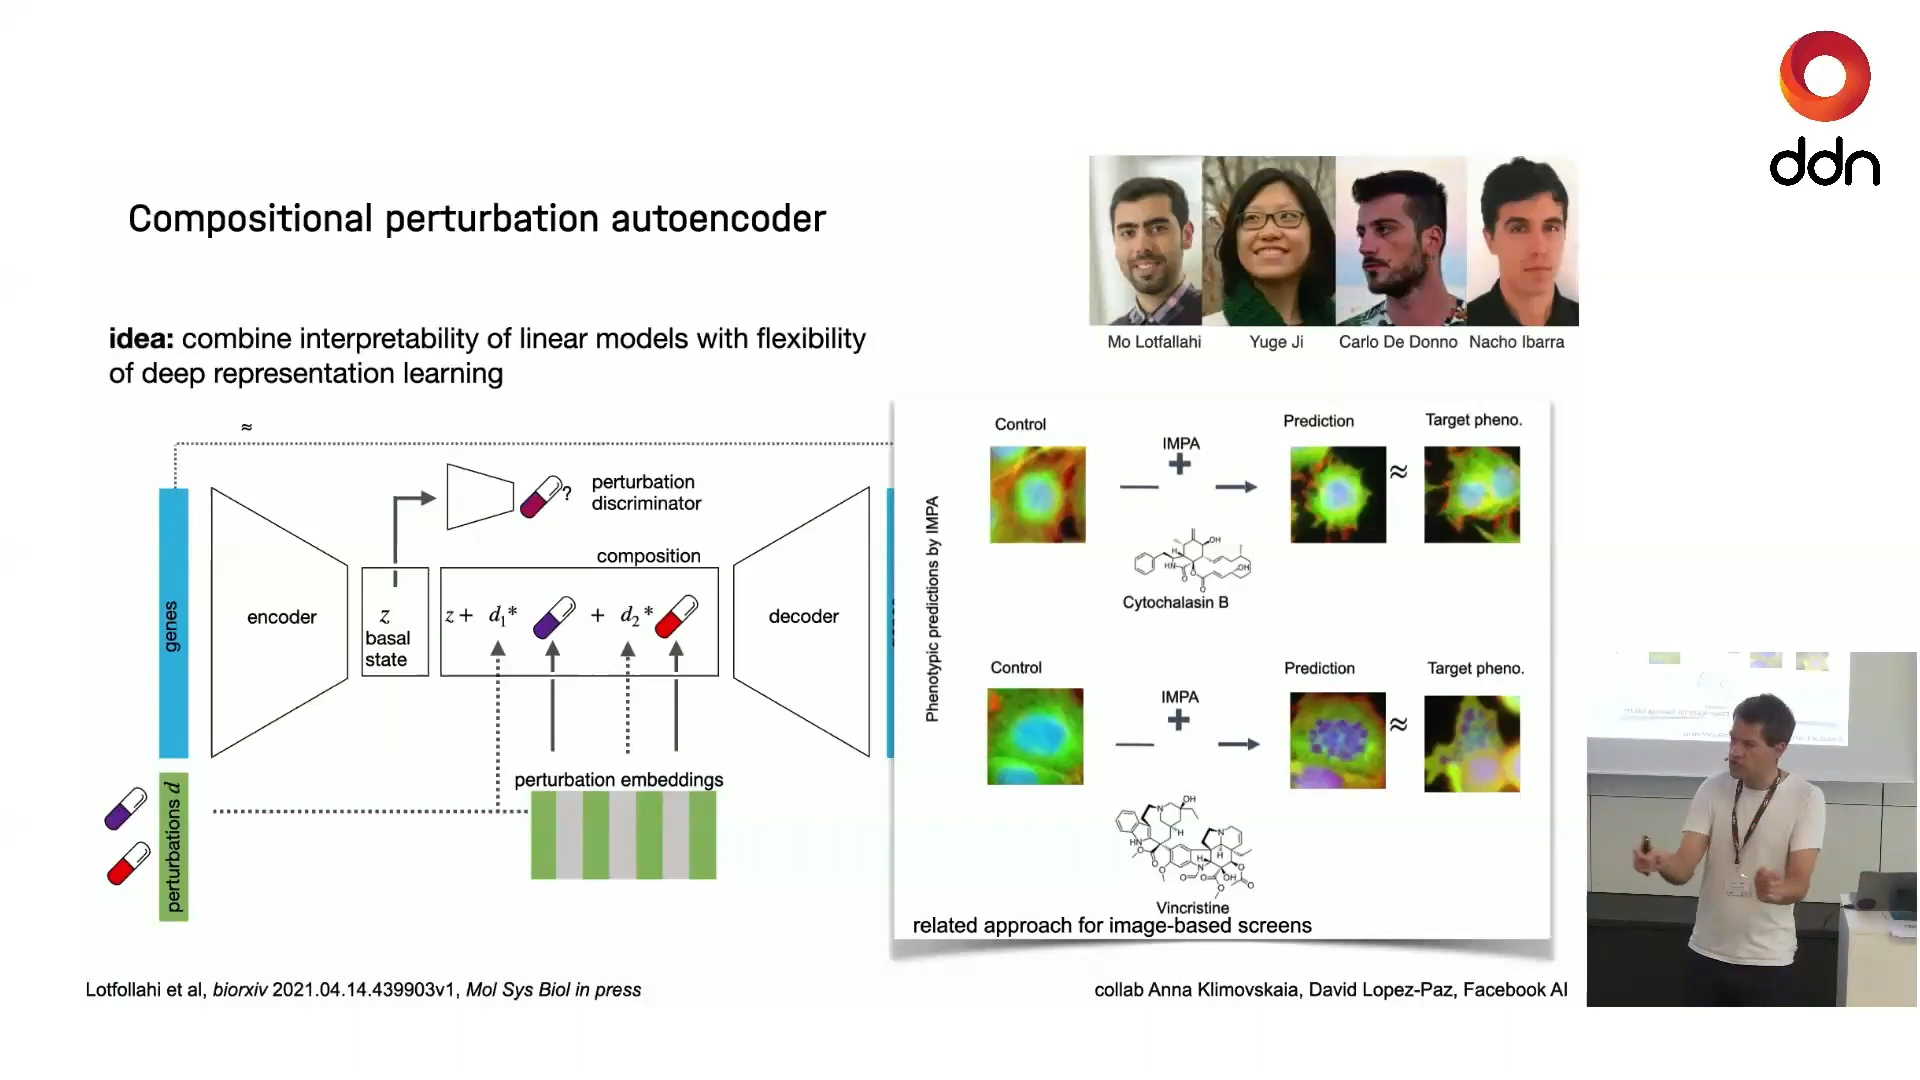 ddn
Compositional perturbation autoencoder
Mo Lotfallahi
Yuge Ji
Carlo De Donno
Nacho Ibarra
idea: combine interpretability of linear models with flexibility
of deep representation learning
≈
genes
encoder
z
basal
state
?
perturbation
discriminator
composition
z + d₁* + d₂*
decoder
perturbation embeddings
perturbations d
Phenotypic predictions by IMPA
Control
IMPA
+
Prediction
≈
Target pheno.
Cytochalasin B
Control
IMPA
+
Prediction
≈
Target pheno.
Vincristine
related approach for image-based screens
Lotfollahi et al, biorxiv 2021.04.14.439903v1, Mol Sys Biol in press
collab Anna Klimovskaia, David Lopez-Paz, Facebook AI